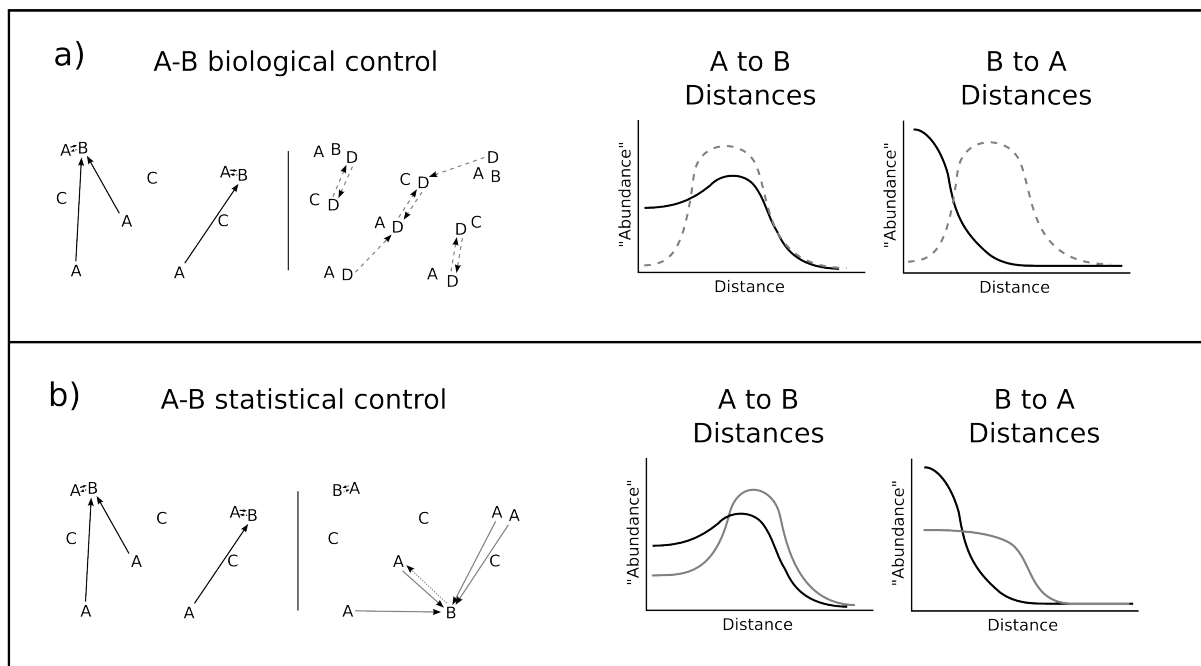 a)
A-B biological control
A to B
Distances
B to A
Distances
A B
C
C
A
A
A B
C
A
A B D
C D
C D
D
A B
A D
A D
D C
A D
"Abundance"
Distance
"Abundance"
Distance
b)
A-B statistical control
A to B
Distances
B to A
Distances
A B
C
C
A
A
A B
C
A
B A
C
C
A A
A
C
A
B
"Abundance"
Distance
"Abundance"
Distance